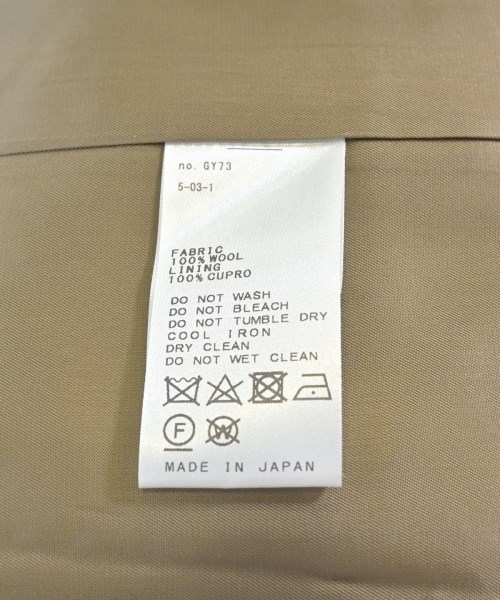 no. GY73
5-03-1
FABRIC
100% WOOL
LINING
100% CUPRO
DO NOT WASH
DO NOT BLEACH
DO NOT TUMBLE DRY
COOL IRON
DRY CLEAN
DO NOT WET CLEAN
F W
MADE IN JAPAN